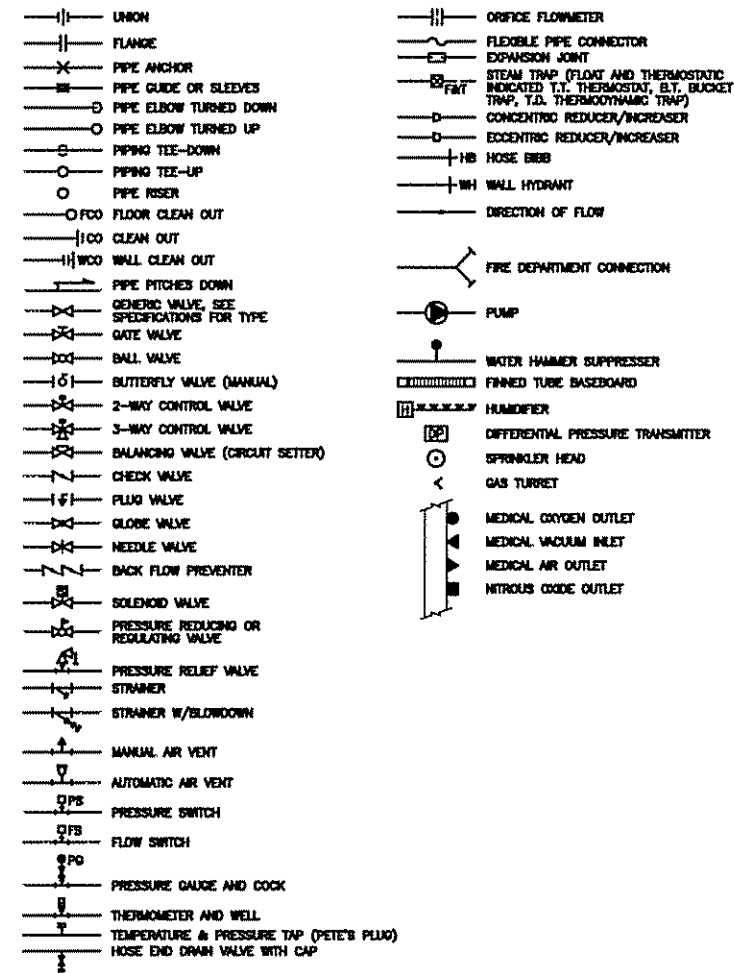 UNION
FLANGE
PIPE ANCHOR
PIPE GUIDE OR SLEEVES
PIPE ELBOW TURNED DOWN
PIPE ELBOW TURNED UP
PIPING TEE-DOWN
PIPING TEE-UP
PIPE RISER
FCO FLOOR CLEAN OUT
CO CLEAN OUT
WCO WALL CLEAN OUT
PIPE PITCHES DOWN
GENERIC VALVE, SEE
SPECIFICATIONS FOR TYPE
GATE VALVE
BALL VALVE
BUTTERFLY VALVE (MANUAL)
2-WAY CONTROL VALVE
3-WAY CONTROL VALVE
BALANCING VALVE (CIRCUIT SETTER)
CHECK VALVE
PLUG VALVE
GLOBE VALVE
NEEDLE VALVE
BACK FLOW PREVENTER
SOLENOID VALVE
PRESSURE REDUCING OR
REGULATING VALVE
PRESSURE RELIEF VALVE
STRAINER
STRAINER W/BLOWDOWN
MANUAL AIR VENT
AUTOMATIC AIR VENT
PS
PRESSURE SWITCH
FS
FLOW SWITCH
PG
PRESSURE GAUGE AND COCK
THERMOMETER AND WELL
TEMPERATURE & PRESSURE TAP (PETE'S PLUG)
HOSE END DRAIN VALVE WITH CAP
ORIFICE FLOWMETER
FLEXIBLE PIPE CONNECTOR
EXPANSION JOINT
STEAM TRAP (FLOAT AND THERMOSTATIC
F&T INDICATED T.T. THERMOSTAT, B.T. BUCKET
TRAP, T.D. THERMODYNAMIC TRAP)
CONCENTRIC REDUCER/INCREASER
ECCENTRIC REDUCER/INCREASER
HB HOSE BIBB
WH WALL HYDRANT
DIRECTION OF FLOW
FIRE DEPARTMENT CONNECTION
PUMP
WATER HAMMER SUPPRESSER
FINNED TUBE BASEBOARD
H HUMIDIFIER
DP DIFFERENTIAL PRESSURE TRANSMITTER
SPRINKLER HEAD
GAS TURRET
MEDICAL OXYGEN OUTLET
MEDICAL VACUUM INLET
MEDICAL AIR OUTLET
NITROUS OXIDE OUTLET